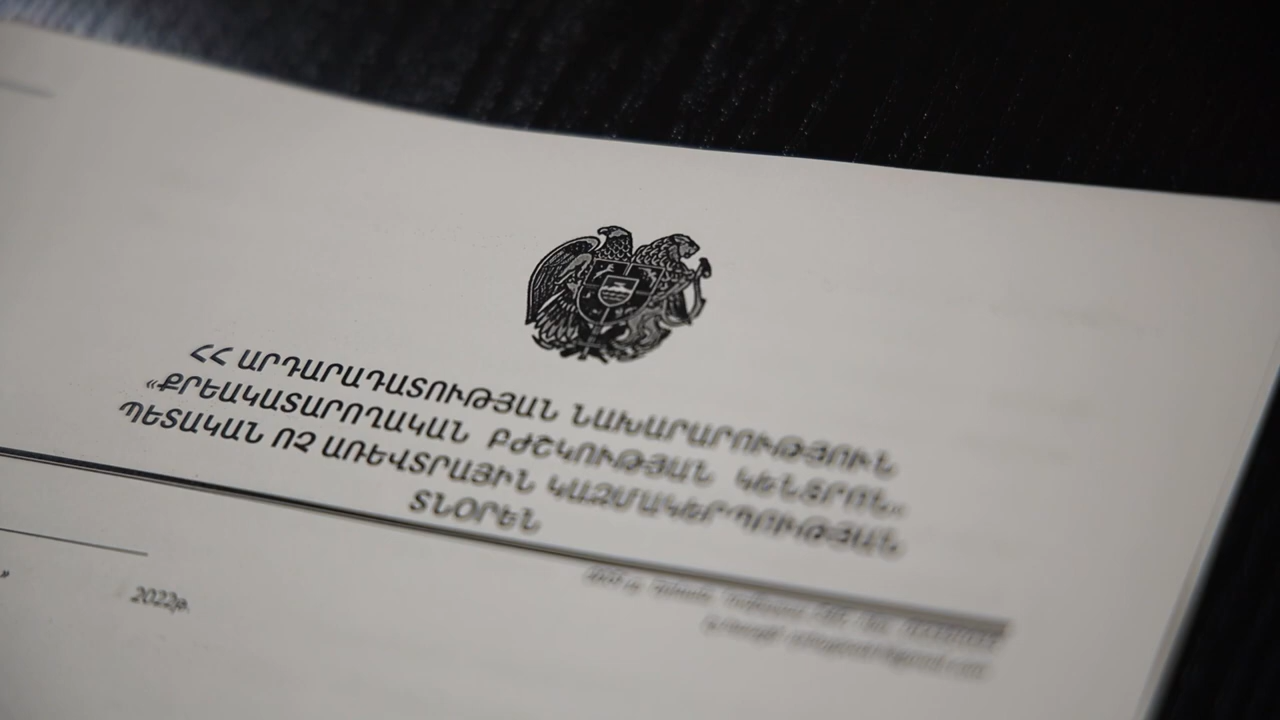 ՀՀ ԱՐԴԱՐԱԴԱՏՈՒԹՅԱՆ ՆԱԽԱՐԱՐՈՒԹՅՈՒՆ
«ՔՐԵԱԿԱՏԱՐՈՂԱԿԱՆ ԲԺՇԿՈՒԹՅԱՆ ԿԵՆՏՐՈՆ»
ՊԵՏԱԿԱՆ ՈՉ ԱՌԵՎՏՐԱՅԻՆ ԿԱԶՄԱԿԵՐՊՈՒԹՅԱՆ
ՏՆՕՐԵՆ
» 2022թ.